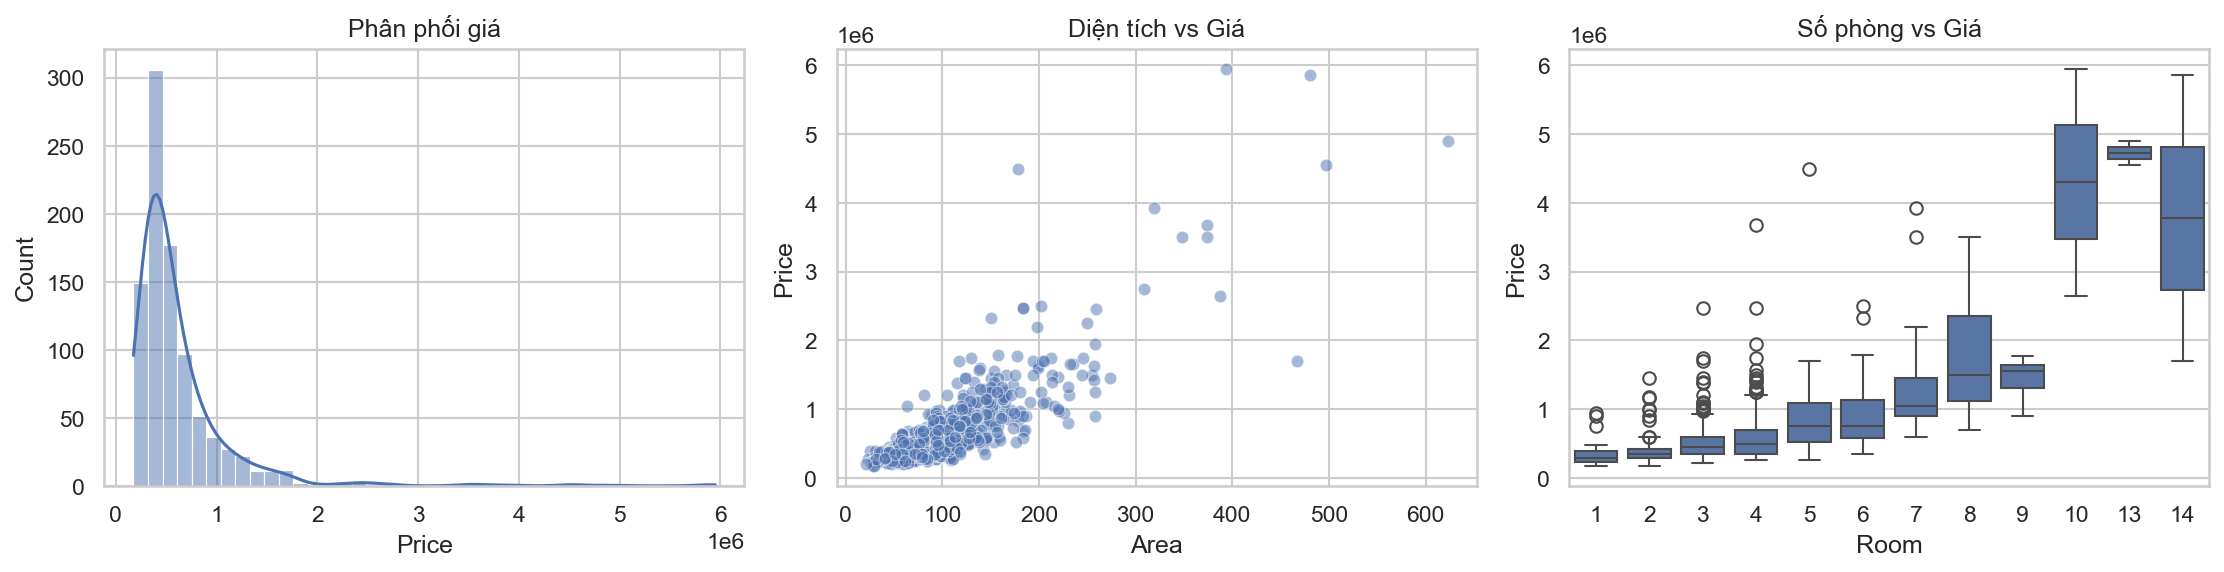 Phân phối giá
300
250
200
150
100
50
0
Count
0 1 2 3 4 5 6
1e6
Price
Diện tích vs Giá
1e6
6
5
4
3
2
1
0
Price
0 100 200 300 400 500 600
Area
Số phòng vs Giá
1e6
6
5
4
3
2
1
0
Price
1 2 3 4 5 6 7 8 9 10 13 14
Room